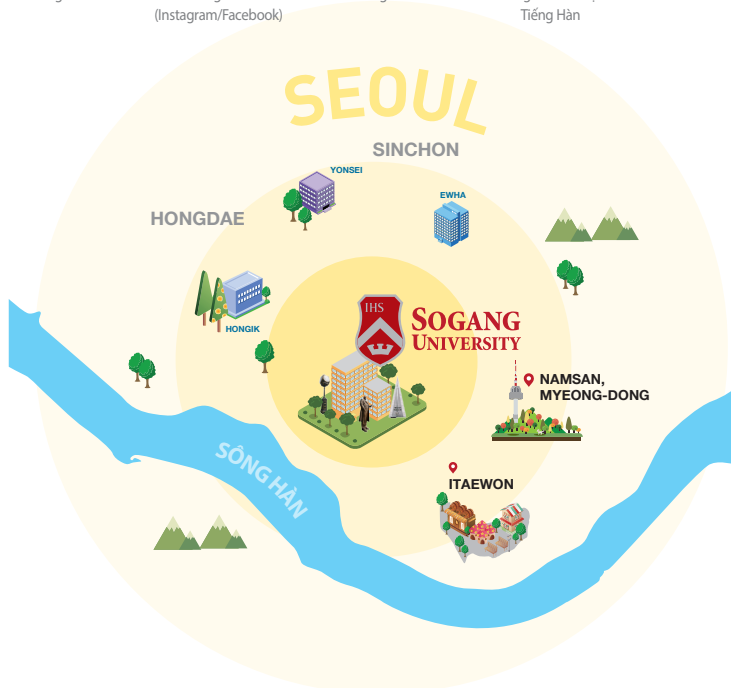 (Instagram/Facebook)
Tiếng Hàn
SEOUL
SINCHON
YONSEI
EWHA
HONGDAE
HONGIK
IHS
SOGANG
UNIVERSITY
NAMSAN,
MYEONG-DONG
ITAEWON
SÔNG HÀN